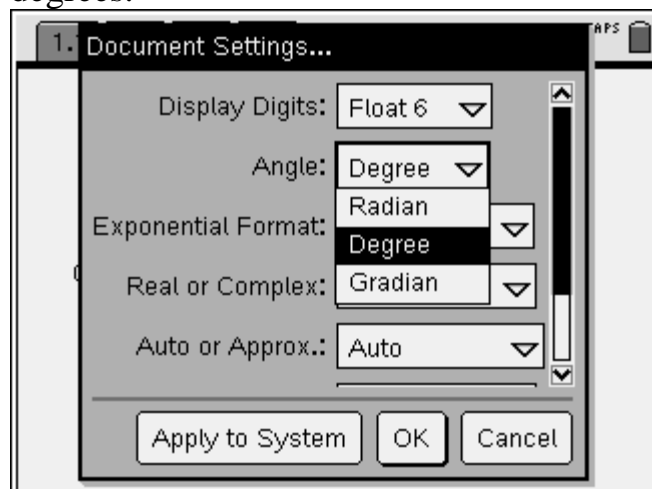 degrees.
1.
APS
Document Settings...
Display Digits: Float 6
Angle: Degree
Radian
Exponential Format:
Degree
Real or Complex: Gradian
Auto or Approx.: Auto
Apply to System OK Cancel